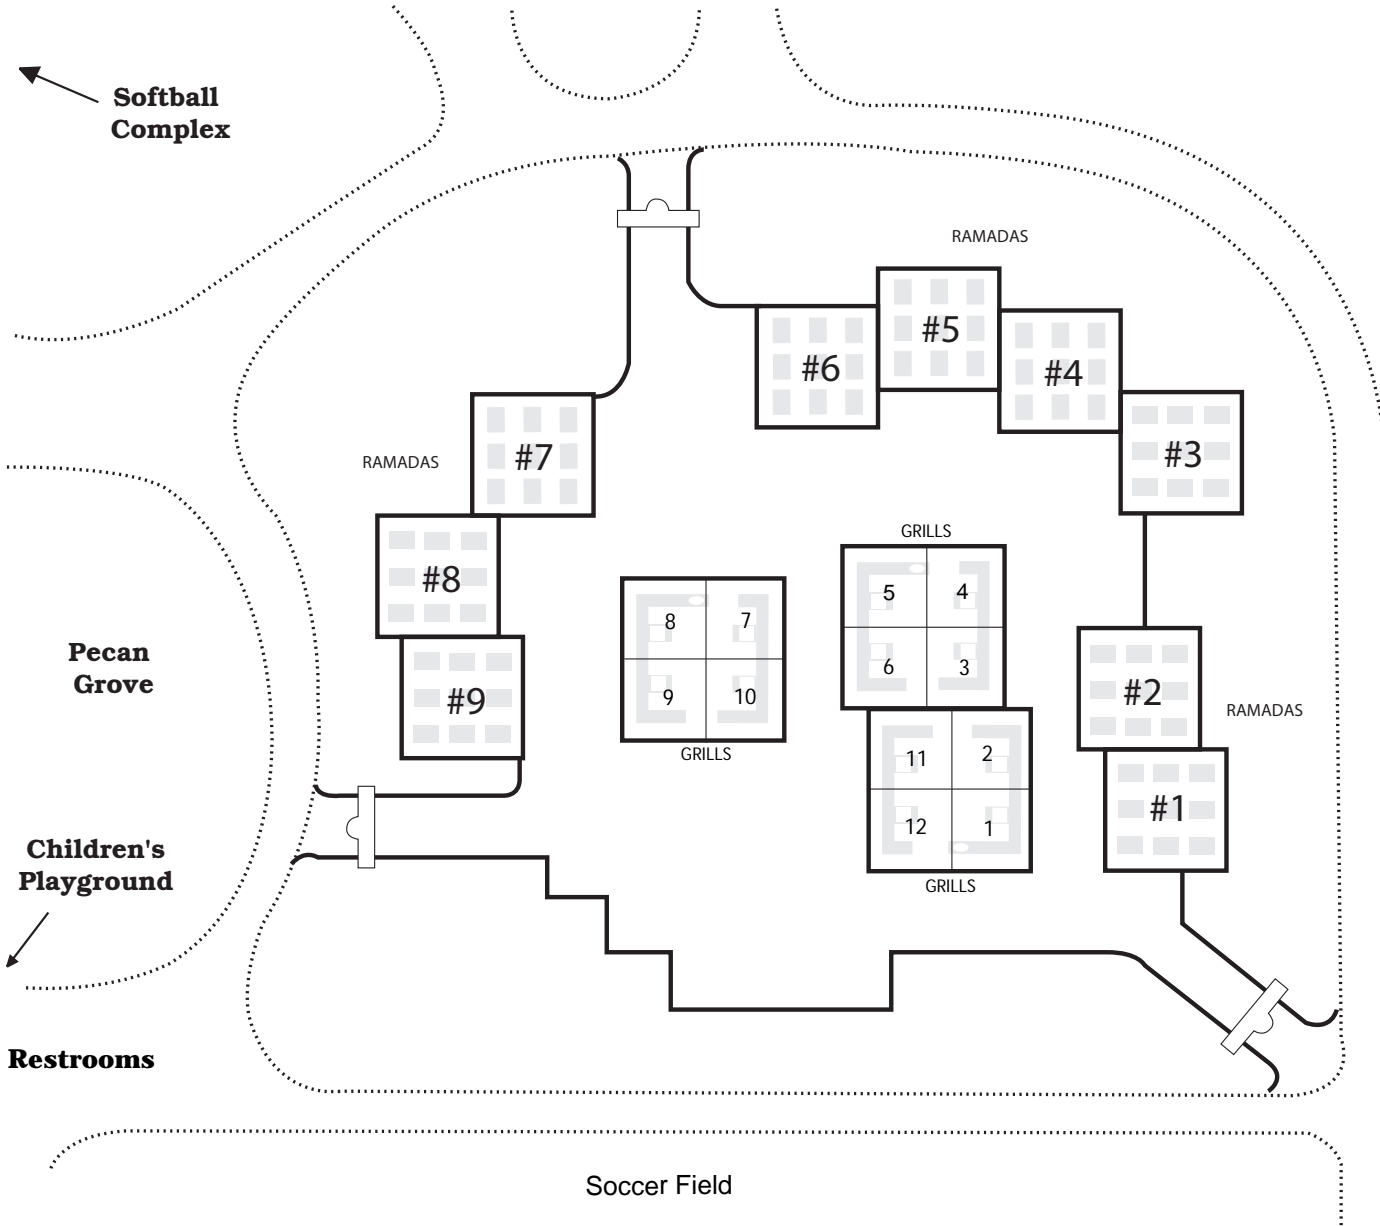 Softball
Complex
RAMADAS
#5
#6
#4
#3
RAMADAS
#7
#8
#9
GRILLS
5
4
6
3
8
7
9
10
GRILLS
11
2
12
1
GRILLS
#2
RAMADAS
#1
Pecan
Grove
Children's
Playground
Restrooms
Soccer Field